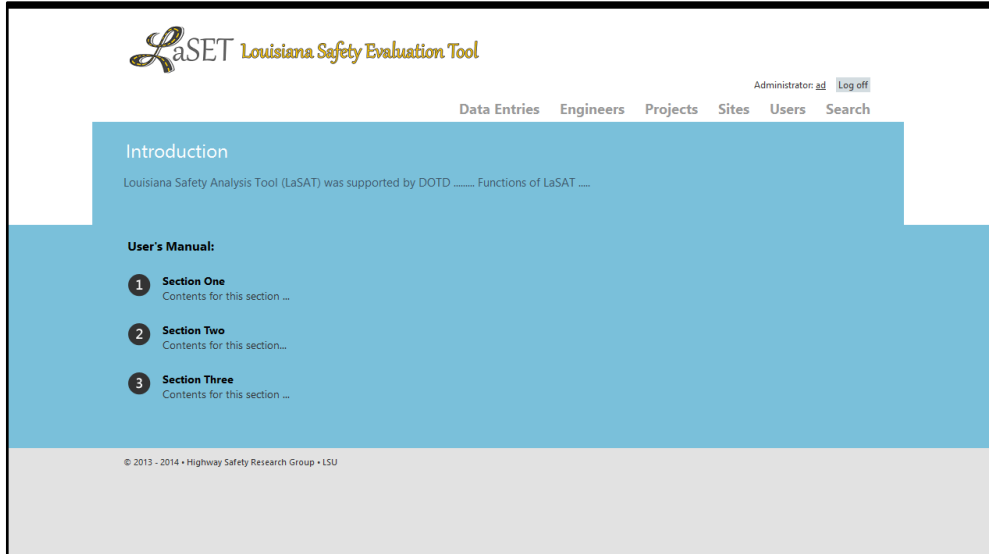 LaSET Louisiana Safety Evaluation Tool
Administrator: ad Log off
Data Entries Engineers Projects Sites Users Search
Introduction
Louisiana Safety Analysis Tool (LaSAT) was supported by DOTD ........ Functions of LaSAT .....
User's Manual:
1 Section One
Contents for this section ...
2 Section Two
Contents for this section...
3 Section Three
Contents for this section ...
© 2013 - 2014 • Highway Safety Research Group • LSU